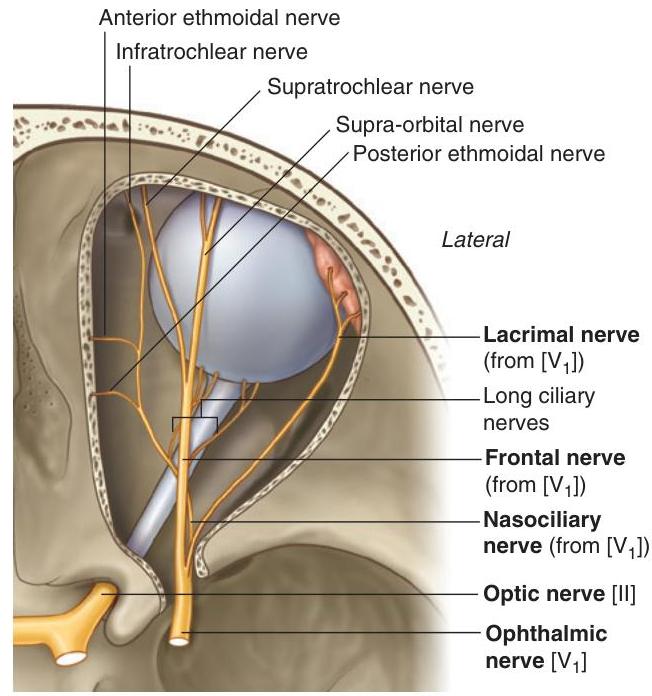 Anterior ethmoidal nerve
Infratrochlear nerve
Supratrochlear nerve
Supra-orbital nerve
Posterior ethmoidal nerve
Lateral
Lacrimal nerve
(from [V₁])
Long ciliary
nerves
Frontal nerve
(from [V₁])
Nasociliary
nerve (from [V₁])
Optic nerve [II]
Ophthalmic
nerve [V₁]